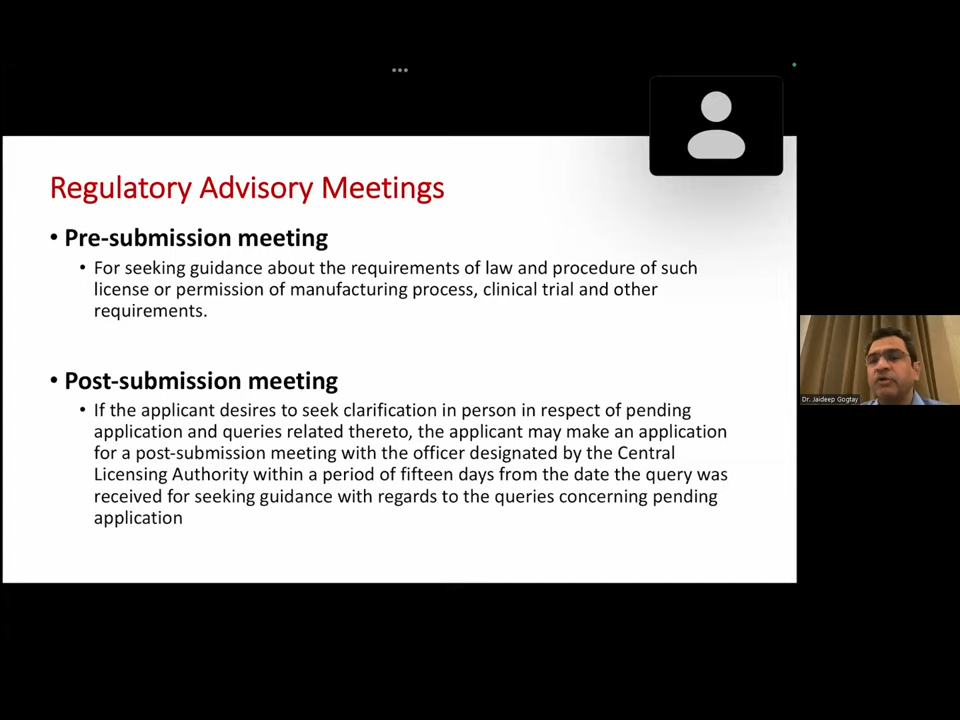 Regulatory Advisory Meetings
• Pre-submission meeting
• For seeking guidance about the requirements of law and procedure of such
license or permission of manufacturing process, clinical trial and other
requirements.
• Post-submission meeting
• If the applicant desires to seek clarification in person in respect of pending
application and queries related thereto, the applicant may make an application
for a post-submission meeting with the officer designated by the Central
Licensing Authority within a period of fifteen days from the date the query was
received for seeking guidance with regards to the queries concerning pending
application
Dr. Jaideep Gogtay